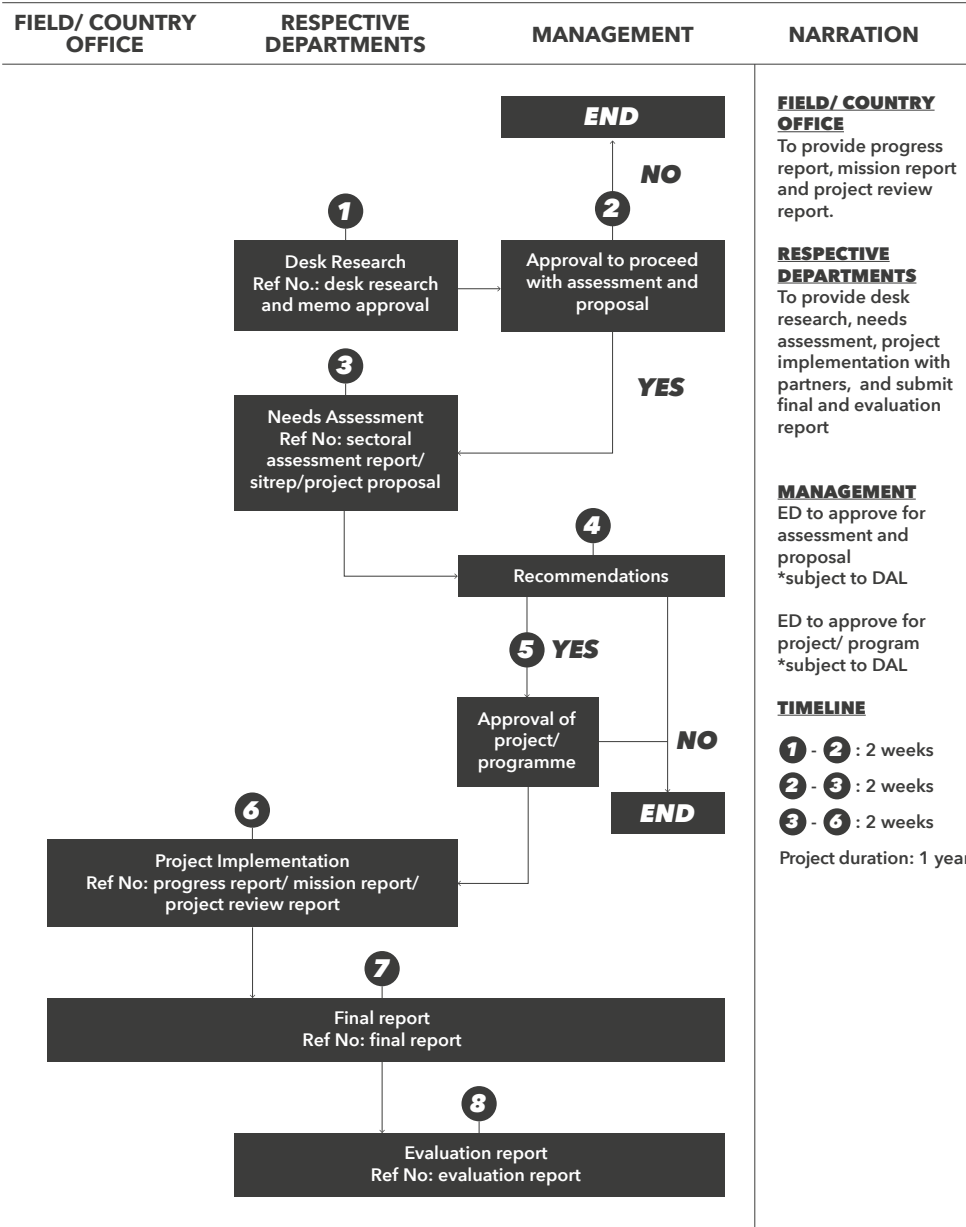 FIELD/ COUNTRY
OFFICE
RESPECTIVE
DEPARTMENTS
MANAGEMENT
NARRATION
END
NO
1
2
Desk Research
Ref No.: desk research
and memo approval
Approval to proceed
with assessment and
proposal
3
YES
Needs Assessment
Ref No: sectoral
assessment report/
sitrep/project proposal
4
Recommendations
5 YES
Approval of
project/
programme
NO
END
6
Project Implementation
Ref No: progress report/ mission report/
project review report
7
Final report
Ref No: final report
8
Evaluation report
Ref No: evaluation report
FIELD/ COUNTRY
OFFICE
To provide progress
report, mission report
and project review
report.
RESPECTIVE
DEPARTMENTS
To provide desk
research, needs
assessment, project
implementation with
partners, and submit
final and evaluation
report
MANAGEMENT
ED to approve for
assessment and
proposal
*subject to DAL
ED to approve for
project/ program
*subject to DAL
TIMELINE
1 - 2 : 2 weeks
2 - 3 : 2 weeks
3 - 6 : 2 weeks
Project duration: 1 year